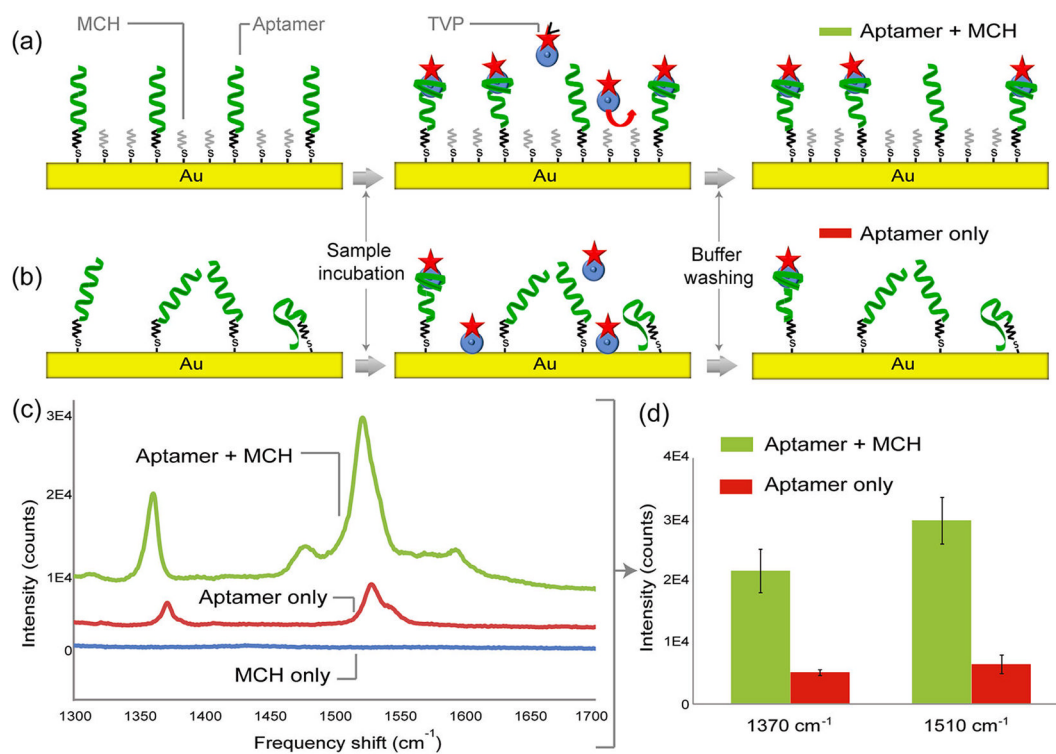 MCH
Aptamer
TVP
(a)
Aptamer + MCH
s s s s s s s s s s
Au
s s s s s s s s s s
Au
s s s s s s s s s s
Au
Sample
incubation
Buffer
washing
Aptamer only
(b)
s s s s
Au
s s s s
Au
s s s s
Au
(c)
3E4
2E4
1E4
0
Intensity (counts)
Aptamer + MCH
Aptamer only
MCH only
1300 1350 1400 1450 1500 1550 1600 1650 1700
Frequency shift (cm⁻¹)
(d)
Aptamer + MCH
Aptamer only
4E4
3E4
2E4
1E4
0
Intensity (counts)
1370 cm⁻¹ 1510 cm⁻¹